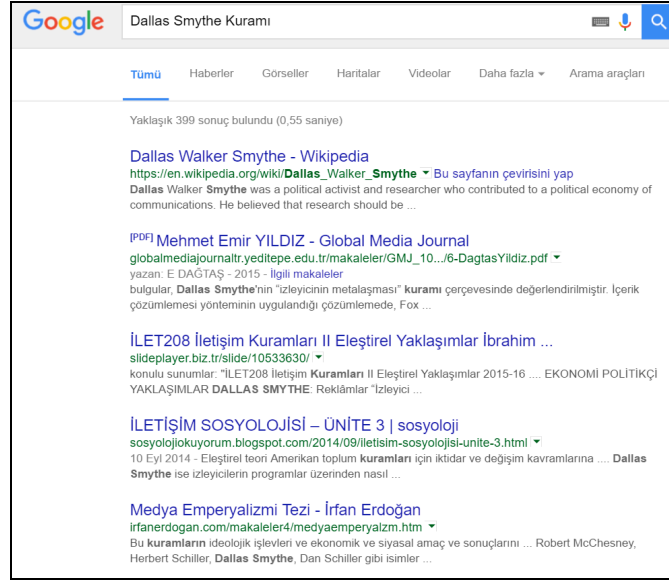 Google Dallas Smythe Kuramı
Tümü Haberler Görseller Haritalar Videolar Daha fazla Arama araçları
Yaklaşık 399 sonuç bulundu (0,55 saniye)
Dallas Walker Smythe - Wikipedia
https://en.wikipedia.org/wiki/Dallas_Walker_Smythe Bu sayfanın çevirisini yap
Dallas Walker Smythe was a political activist and researcher who contributed to a political economy of
communications. He believed that research should be ...
[PDF] Mehmet Emir YILDIZ - Global Media Journal
globalmediajournaltr.yeditepe.edu.tr/makaleler/GMJ_10.../6-DagtasYildiz.pdf
yazan: E DAĞTAŞ - 2015 - İlgili makaleler
bulgular, Dallas Smythe'nin “izleyicinin metalaşması” kuramı çerçevesinde değerlendirilmiştir. İçerik
çözümlemesi yönteminin uygulandığı çözümlemede, Fox ...
İLET208 İletişim Kuramları II Eleştirel Yaklaşımlar İbrahim ...
slideplayer.biz.tr/slide/10533630/
konulu sunumlar: "İLET208 İletişim Kuramları II Eleştirel Yaklaşımlar 2015-16 .... EKONOMİ POLİTİKÇİ
YAKLAŞIMLAR DALLAS SMYTHE: Reklâmlar “İzleyici ...
İLETİŞİM SOSYOLOJİSİ – ÜNİTE 3 | sosyoloji
sosyolojiokuyorum.blogspot.com/2014/09/iletisim-sosyolojisi-unite-3.html
10 Eyl 2014 - Eleştirel teori Amerikan toplum kuramları için iktidar ve değişim kavramlarına .... Dallas
Smythe ise izleyicilerin programlar üzerinden nasıl ...
Medya Emperyalizmi Tezi - İrfan Erdoğan
irfanerdogan.com/makaleler4/medyaemperyalzm.htm
Bu kuramların ideolojik işlevleri ve ekonomik ve siyasal amaç ve sonuçlarını ... Robert McChesney,
Herbert Schiller, Dallas Smythe, Dan Schiller gibi isimler ...